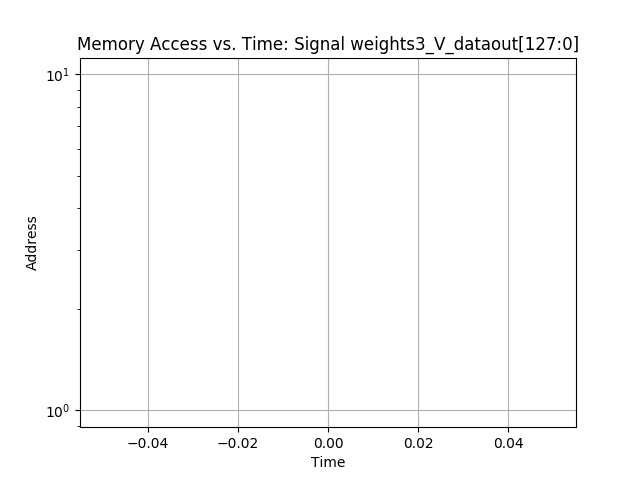 Memory Access vs. Time: Signal weights3_V_dataout[127:0]
10¹
Address
10⁰
−0.04 −0.02 0.00 0.02 0.04
Time